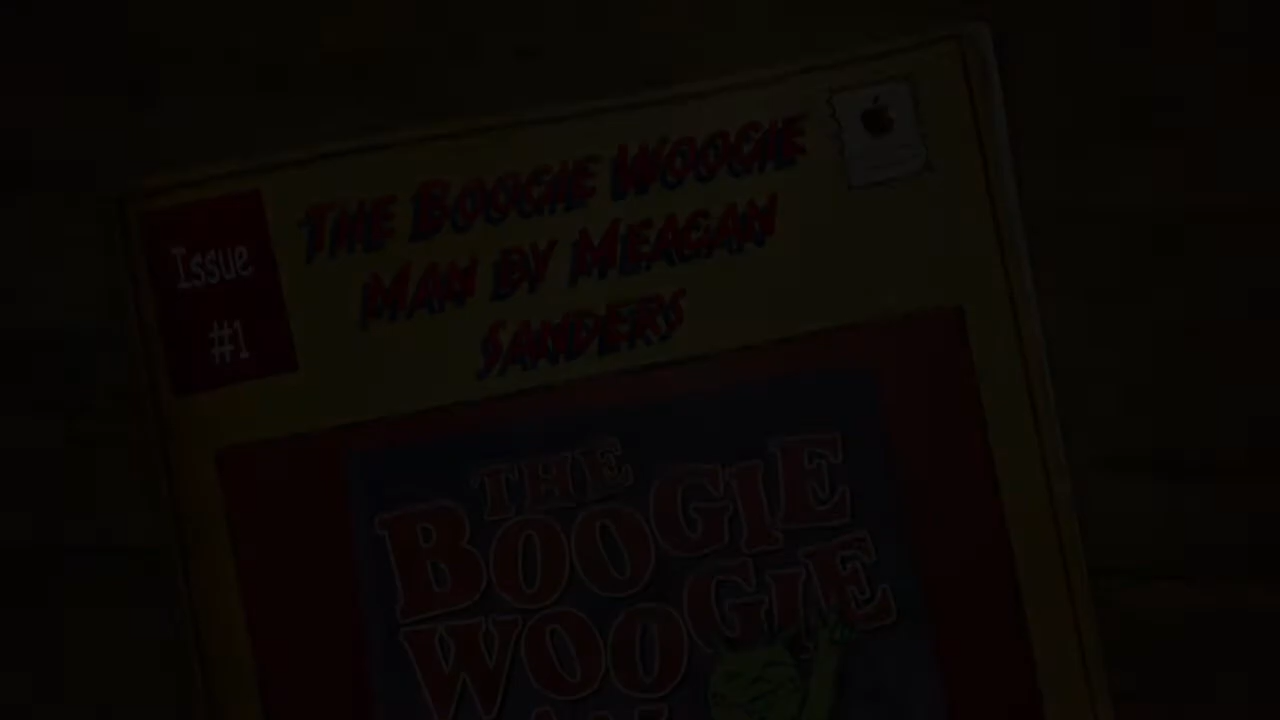 Issue
#1
THE BOOGIE WOOGIE
MAN BY MEAGAN
SANDERS
THE
BOOGIE
WOOGIE